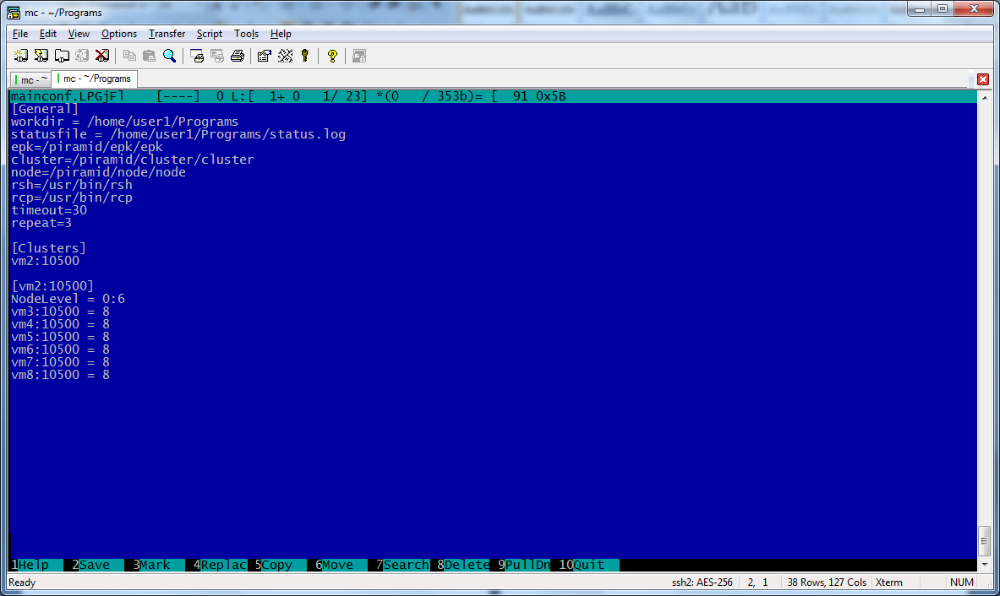 mc - ~/Programs
File Edit View Options Transfer Script Tools Help
mc - ~ mc - ~/Programs
mainconf.LPGjFl [----] 0 L:[ 1+ 0 1/ 23] *(0 / 353b)= [ 91 0x5B
[General]
workdir = /home/user1/Programs
statusfile = /home/user1/Programs/status.log
epk=/piramid/epk/epk
cluster=/piramid/cluster/cluster
node=/piramid/node/node
rsh=/usr/bin/rsh
rcp=/usr/bin/rcp
timeout=30
repeat=3
[Clusters]
vm2:10500
[vm2:10500]
NodeLevel = 0:6
vm3:10500 = 8
vm4:10500 = 8
vm5:10500 = 8
vm6:10500 = 8
vm7:10500 = 8
vm8:10500 = 8
1Help 2Save 3Mark 4Replac 5Copy 6Move 7Search 8Delete 9PullDn 10Quit
Ready ssh2: AES-256 2, 1 38 Rows, 127 Cols Xterm NUM